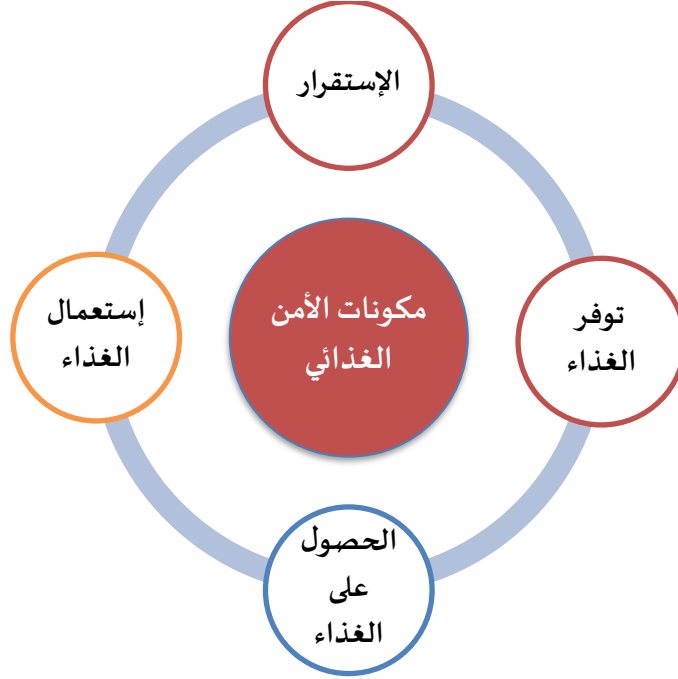 الإستقرار
مكونات الأمن
الغذائي
توفر
الغذاء
إستعمال
الغذاء
الحصول
على
الغذاء